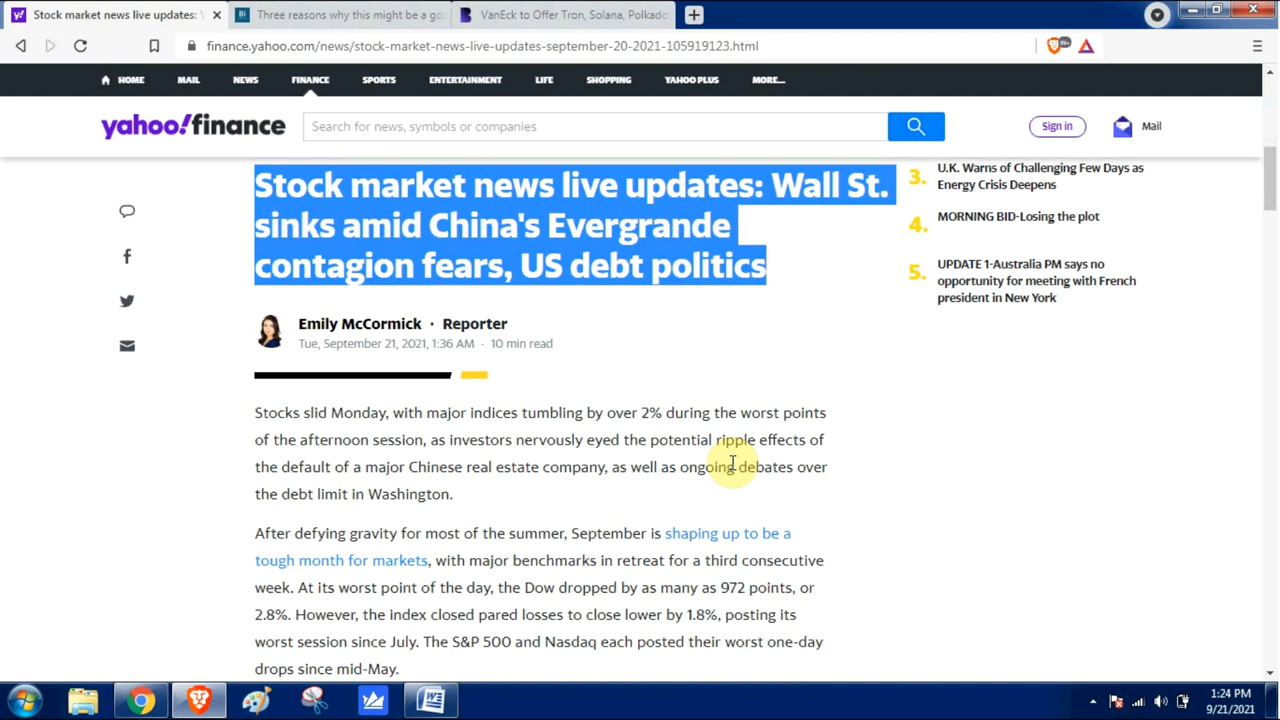 Stock market news live updates: W
Three reasons why this might be a go
VanEck to Offer Tron, Solana, Polkado
finance.yahoo.com/news/stock-market-news-live-updates-september-20-2021-105919123.html
99+
HOME MAIL NEWS FINANCE SPORTS ENTERTAINMENT LIFE SHOPPING YAHOO PLUS MORE...
yahoo!finance
Search for news, symbols or companies
Sign in
Mail
Stock market news live updates: Wall St.
sinks amid China's Evergrande
contagion fears, US debt politics
Emily McCormick · Reporter
Tue, September 21, 2021, 1:36 AM · 10 min read
Stocks slid Monday, with major indices tumbling by over 2% during the worst points
of the afternoon session, as investors nervously eyed the potential ripple effects of
the default of a major Chinese real estate company, as well as ongoing debates over
the debt limit in Washington.
After defying gravity for most of the summer, September is shaping up to be a
tough month for markets, with major benchmarks in retreat for a third consecutive
week. At its worst point of the day, the Dow dropped by as many as 972 points, or
2.8%. However, the index closed pared losses to close lower by 1.8%, posting its
worst session since July. The S&P 500 and Nasdaq each posted their worst one-day
drops since mid-May.
3. U.K. Warns of Challenging Few Days as
Energy Crisis Deepens
4. MORNING BID-Losing the plot
5. UPDATE 1-Australia PM says no
opportunity for meeting with French
president in New York
1:24 PM
9/21/2021